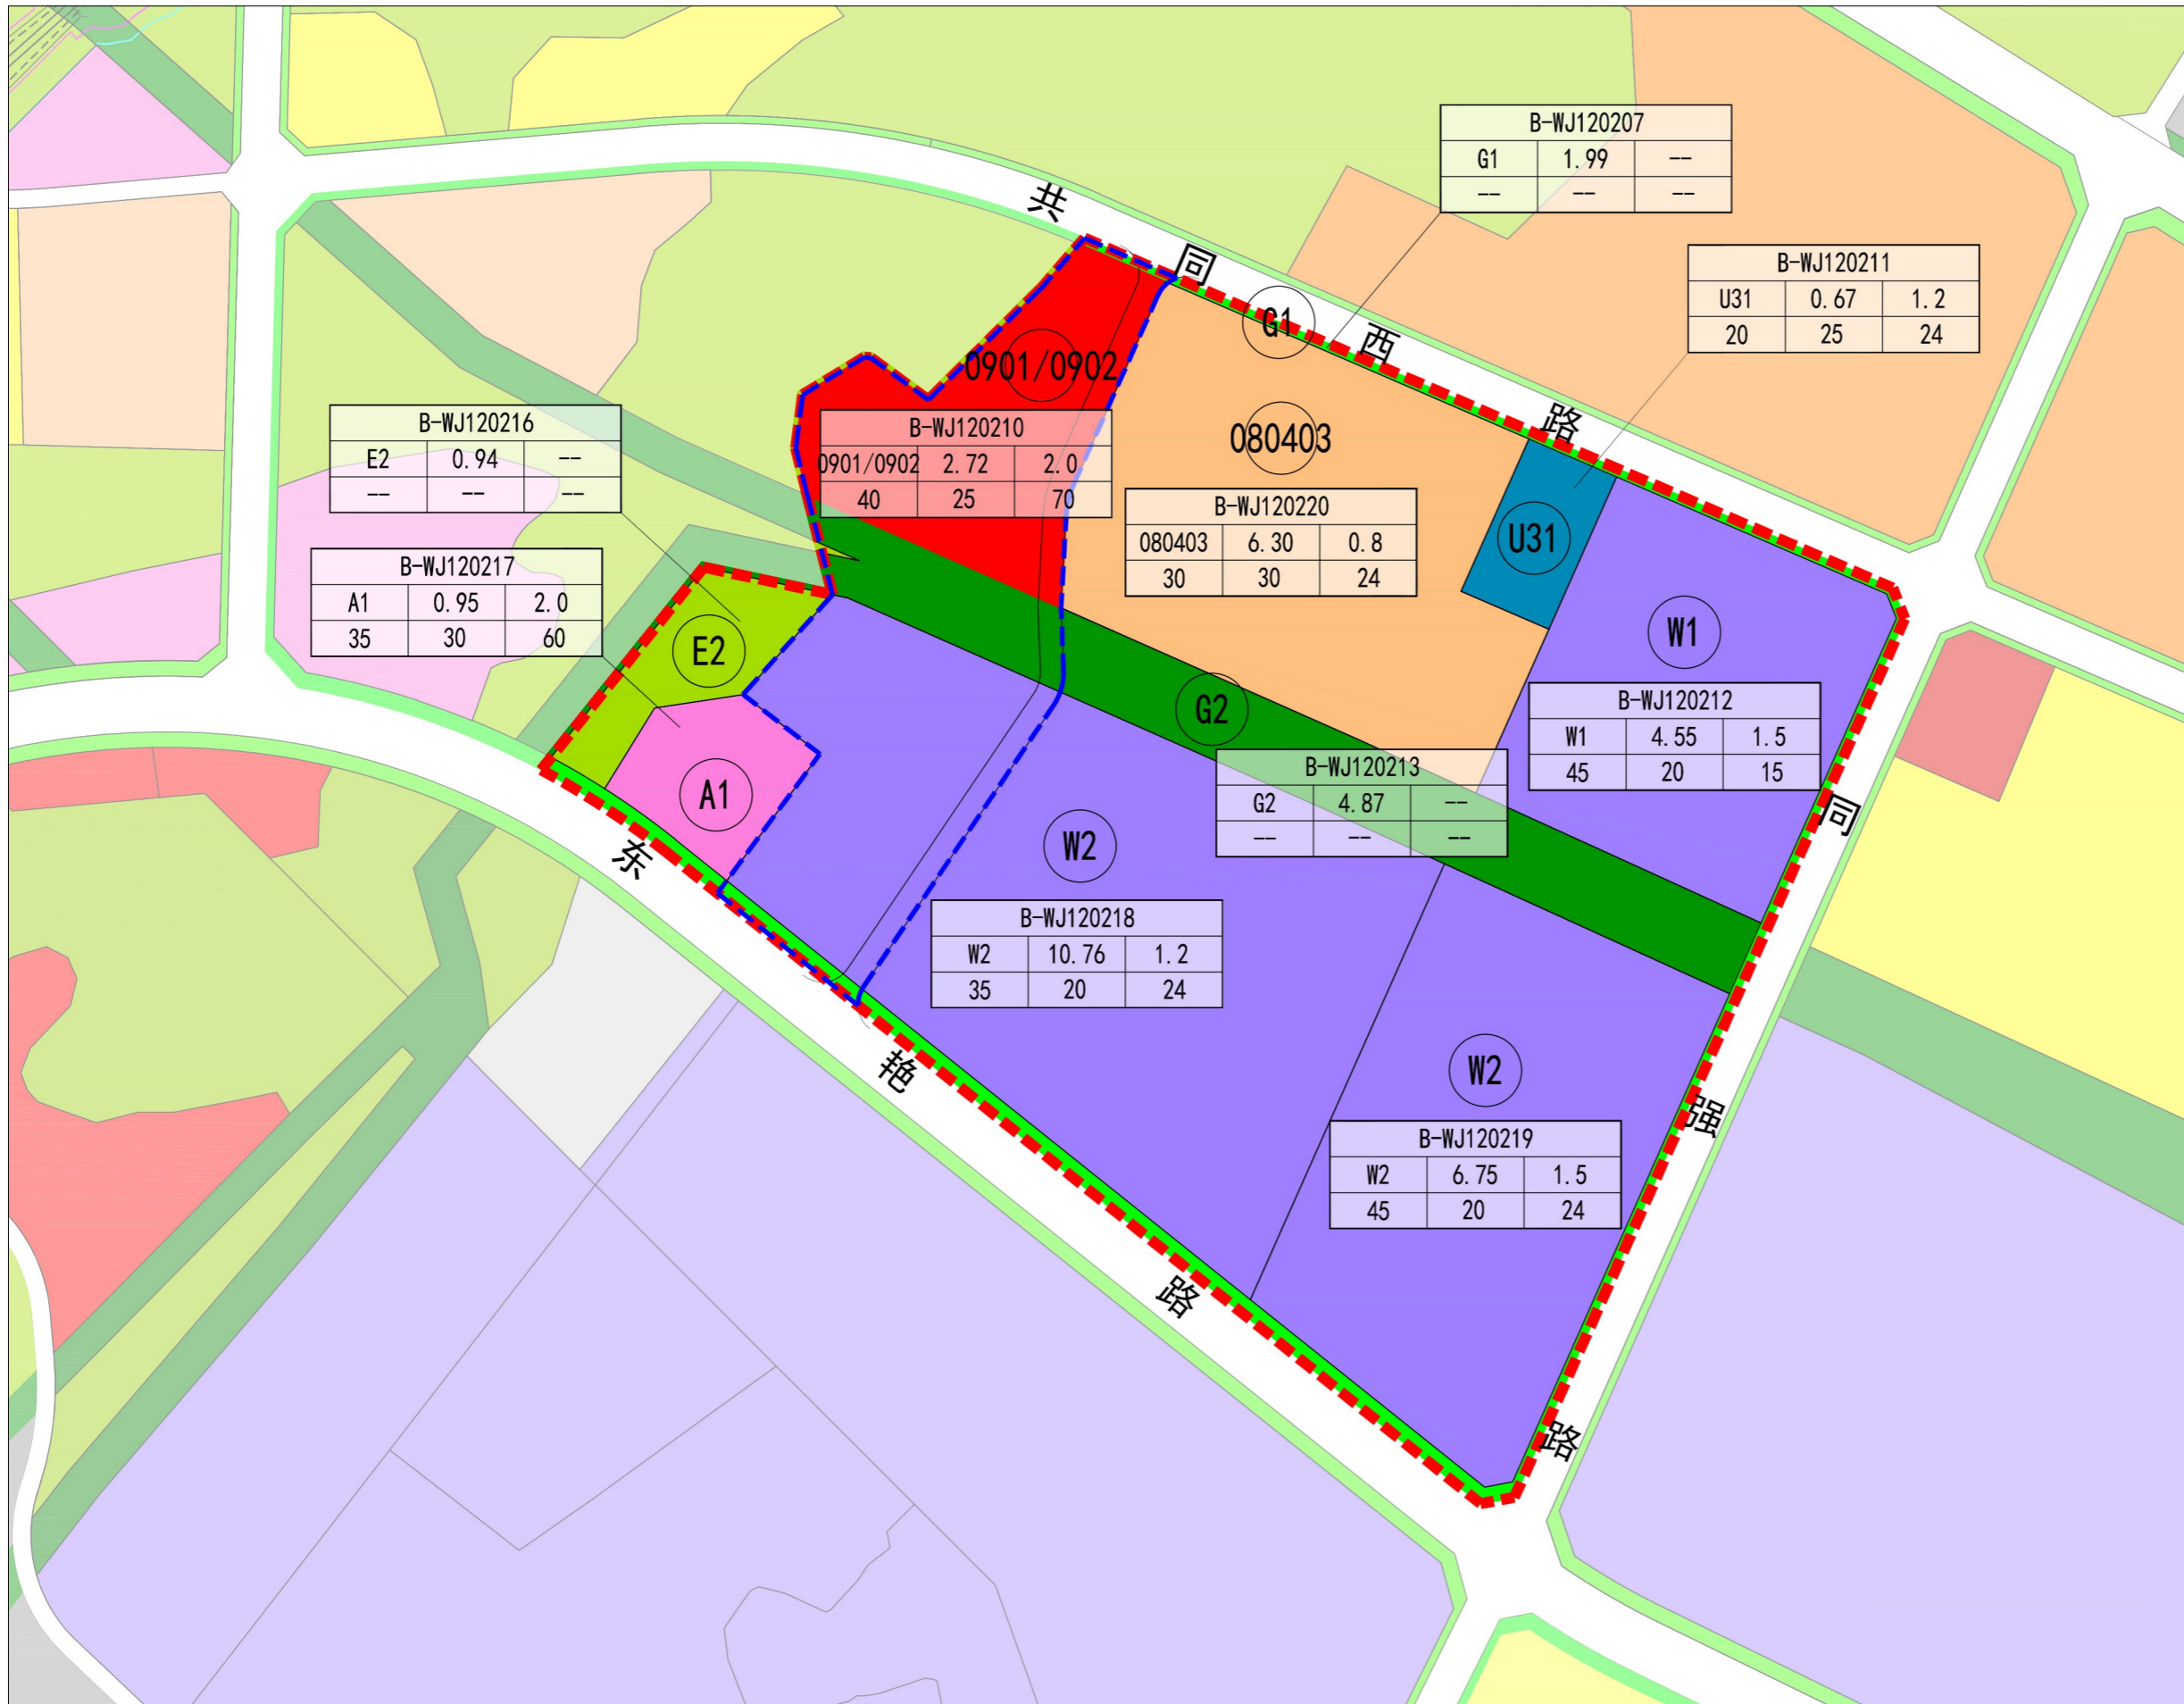 B-WJ120207
G1 1.99 --
-- -- --
共同西路
G1
B-WJ120211
U31 0.67 1.2
20 25 24
0901/0902
080403
B-WJ120216
E2 0.94 --
-- -- --
B-WJ120210
0901/0902 2.72 2.0
40 25 70
B-WJ120220
080403 6.30 0.8
30 30 24
U31
B-WJ120217
A1 0.95 2.0
35 30 60
E2
W1
G2
B-WJ120212
W1 4.55 1.5
45 20 15
B-WJ120213
G2 4.87 --
-- -- --
A1
W2
同强路
东艳路
B-WJ120218
W2 10.76 1.2
35 20 24
W2
B-WJ120219
W2 6.75 1.5
45 20 24